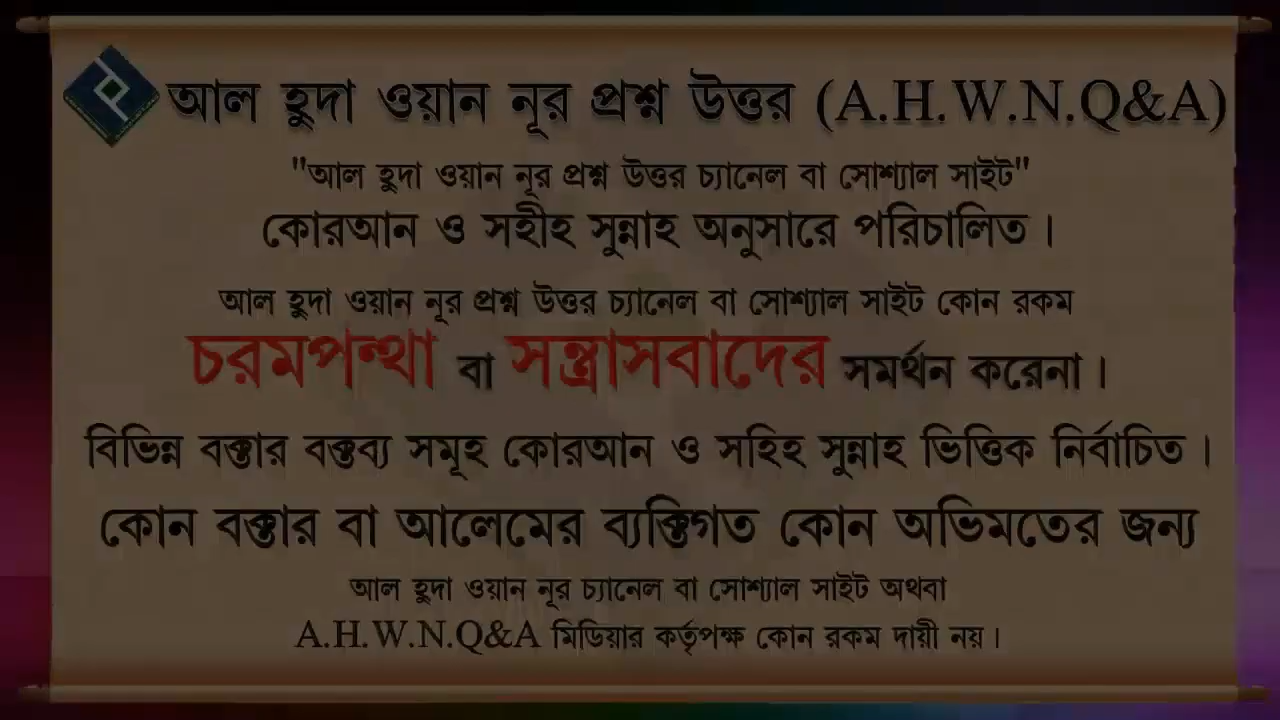 আল হুদা ওয়ান নূর প্রশ্ন উত্তর (A.H.W.N.Q&A)
"আল হুদা ওয়ান নূর প্রশ্ন উত্তর চ্যানেল বা সোশ্যাল সাইট"
কোরআন ও সহীহ সুন্নাহ অনুসারে পরিচালিত ।
আল হুদা ওয়ান নূর প্রশ্ন উত্তর চ্যানেল বা সোশ্যাল সাইট কোন রকম
চরমপন্থা বা সন্ত্রাসবাদের সমর্থন করেনা ।
বিভিন্ন বক্তার বক্তব্য সমূহ কোরআন ও সহিহ সুন্নাহ ভিত্তিক নির্বাচিত ।
কোন বক্তার বা আলেমের ব্যক্তিগত কোন অভিমতের জন্য
আল হুদা ওয়ান নূর চ্যানেল বা সোশ্যাল সাইট অথবা
A.H.W.N.Q&A মিডিয়ার কর্তৃপক্ষ কোন রকম দায়ী নয় ।